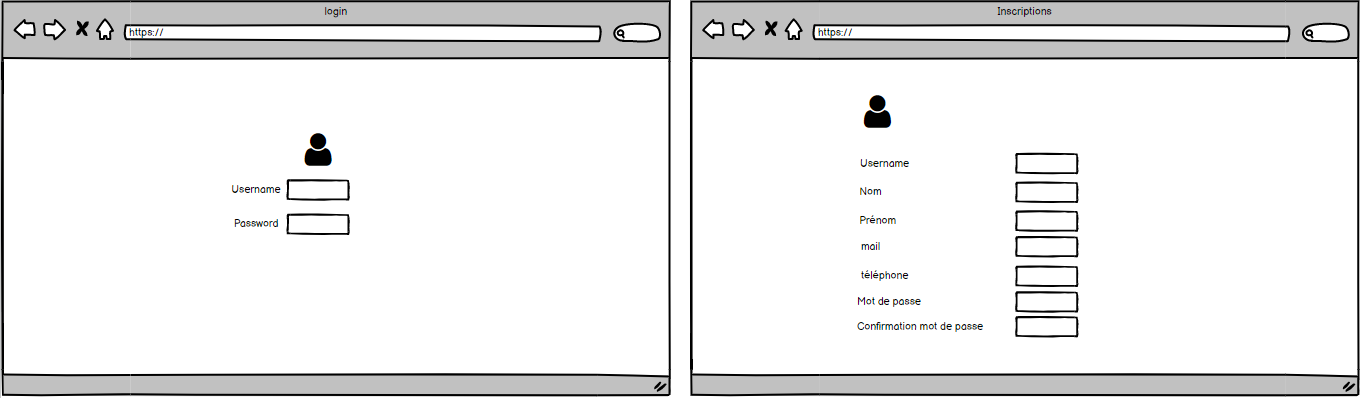 login
https://
Username
Password
Inscriptions
https://
Username
Nom
Prénom
mail
téléphone
Mot de passe
Confirmation mot de passe